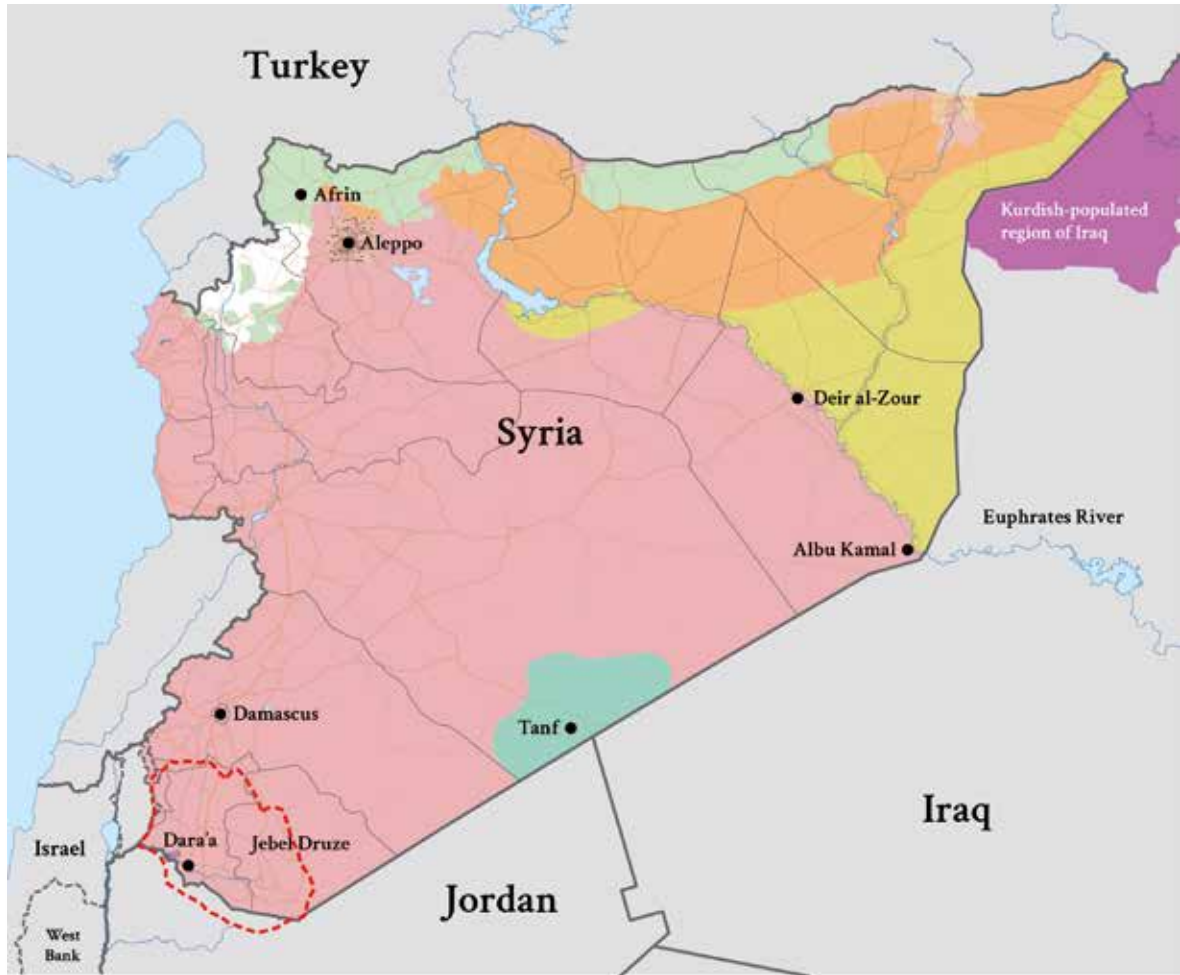 Turkey
Afrin
Aleppo
Kurdish-populated
region of Iraq
Deir al-Zour
Syria
Euphrates River
Albu Kamal
Damascus
Tanf
Iraq
Israel
Dara'a
Jebel Druze
Jordan
West
Bank